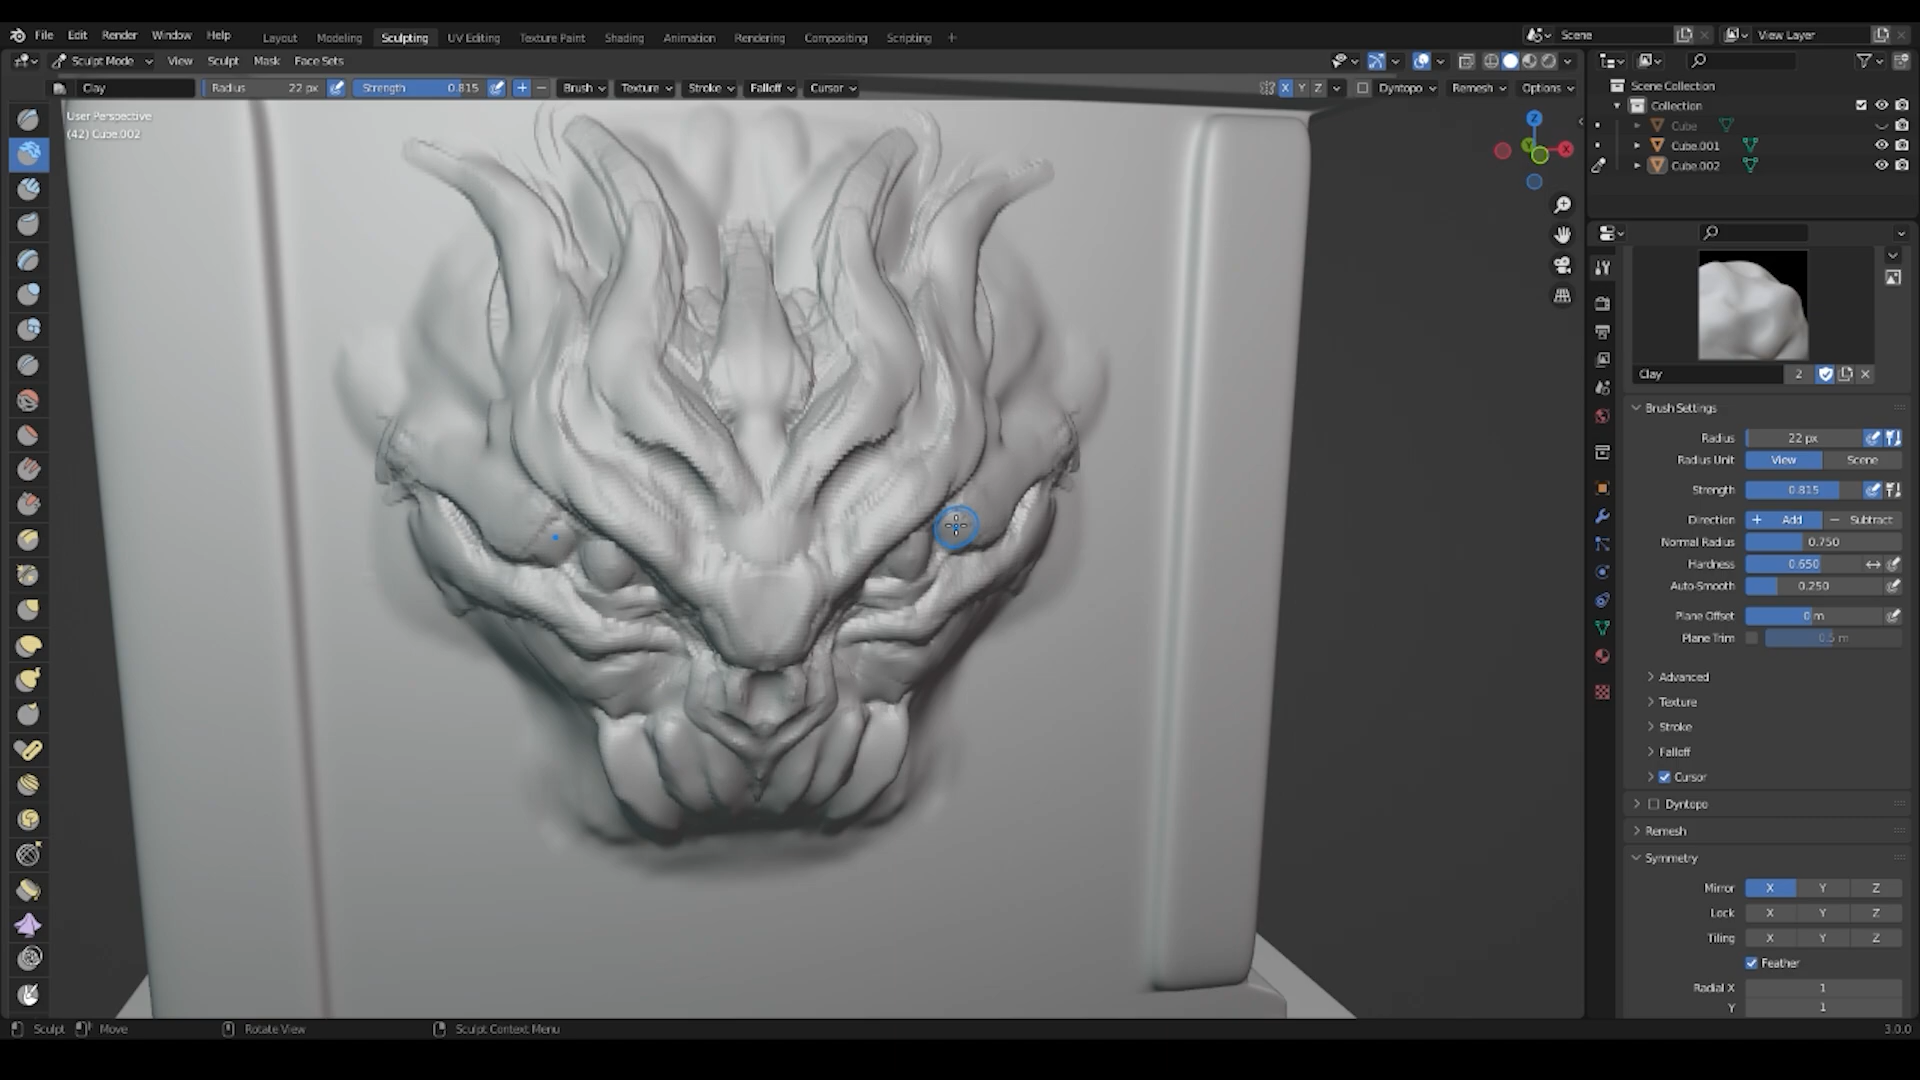 File Edit Render Window Help Layout Modeling Sculpting UV Editing Texture Paint Shading Animation Rendering Compositing Scripting + Scene View Layer
Sculpt Mode View Sculpt Mask Face Sets
Clay Radius 22 px Strength 0.815 + − Brush Texture Stroke Falloff Cursor X Y Z Dyntopo Remesh Options
User Perspective
(42) Cube.002
Z
X
Y
Scene Collection
Collection
Cube
Cube.001
Cube.002
Clay 2
Brush Settings
Radius 22 px
Radius Unit View Scene
Strength 0.815
Direction + Add − Subtract
Normal Radius 0.750
Hardness 0.650
Auto-Smooth 0.250
Plane Offset 0 m
Plane Trim 0.5 m
Advanced
Texture
Stroke
Falloff
Cursor
Dyntopo
Remesh
Symmetry
Mirror X Y Z
Lock X Y Z
Tiling X Y Z
Feather
Radial X 1
Y 1
Sculpt Move Rotate View Sculpt Context Menu 3.0.0